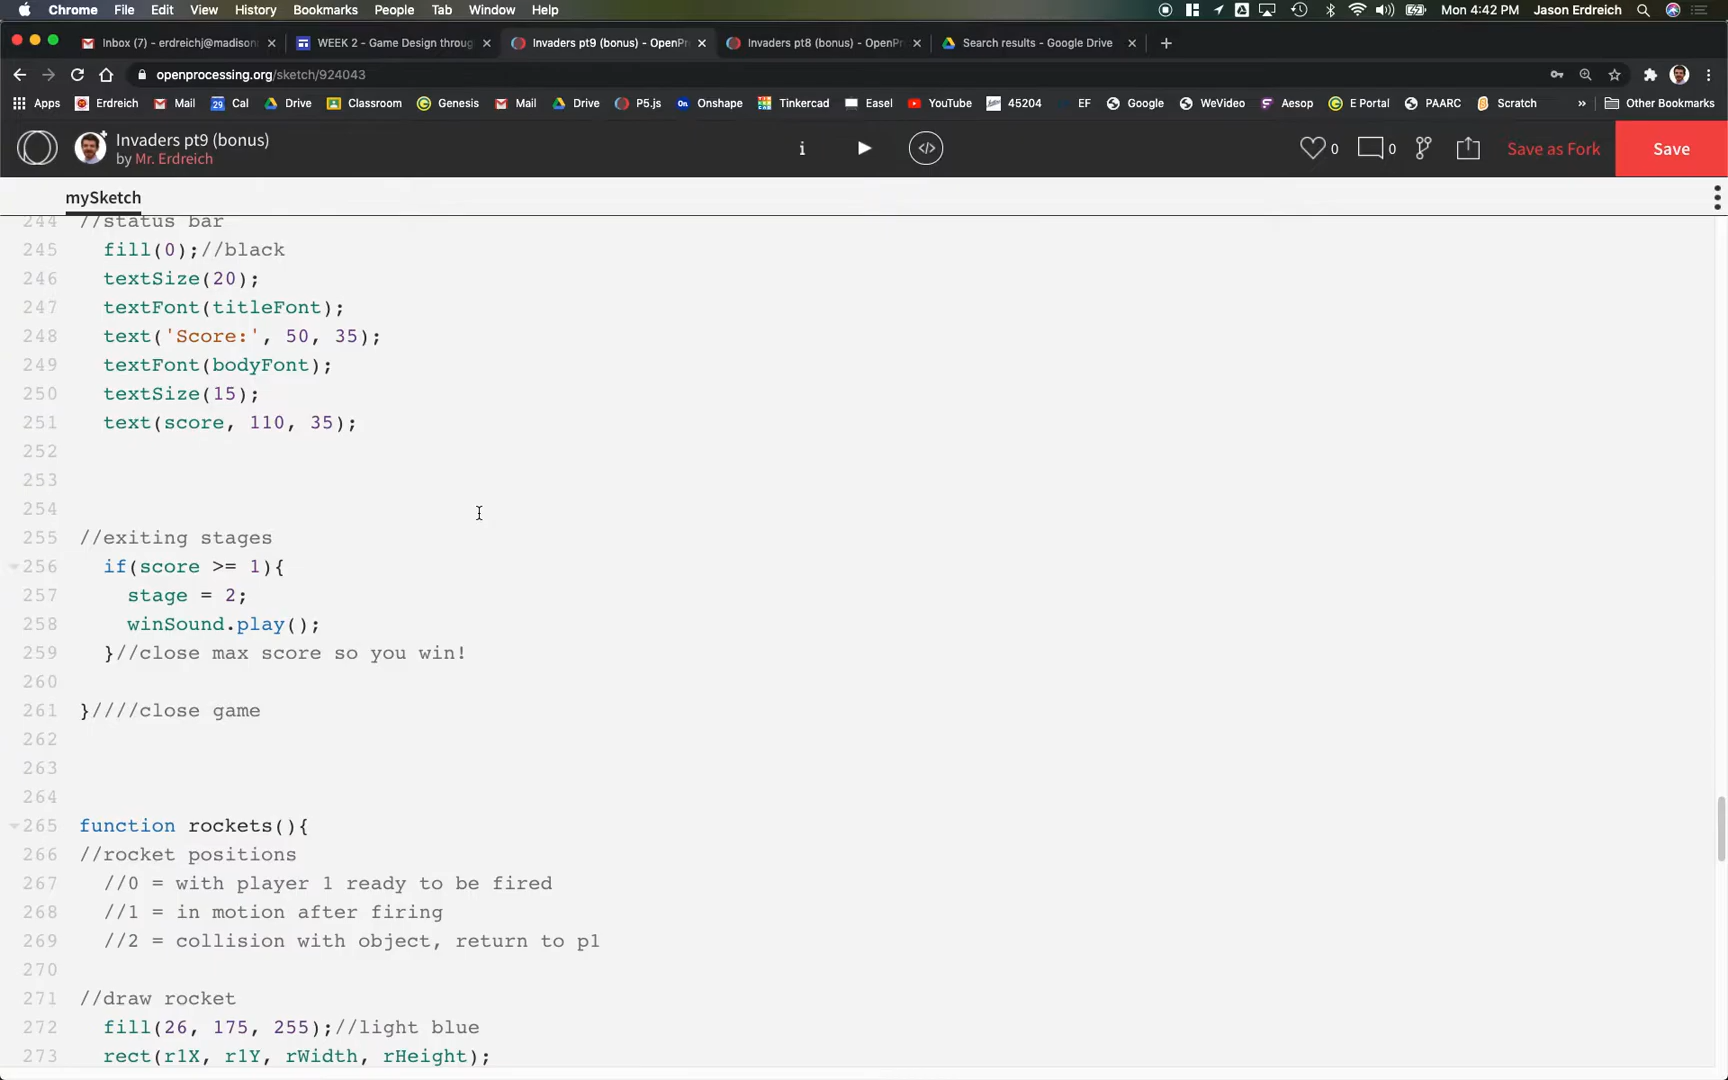 Chrome File Edit View History Bookmarks People Tab Window Help Mon 4:42 PM Jason Erdreich
Inbox (7) - erdreichj@madison WEEK 2 - Game Design throug Invaders pt9 (bonus) - OpenPr Invaders pt8 (bonus) - OpenPr Search results - Google Drive
openprocessing.org/sketch/924043
Apps Erdreich Mail Cal Drive Classroom Genesis Mail Drive P5.js Onshape Tinkercad Easel YouTube 45204 EF Google WeVideo Aesop E Portal PAARC Scratch » Other Bookmarks
Invaders pt9 (bonus)
by Mr. Erdreich
i </> 0 0 Save as Fork Save
mySketch
244 //status bar
245 fill(0);//black
246 textSize(20);
247 textFont(titleFont);
248 text('Score:', 50, 35);
249 textFont(bodyFont);
250 textSize(15);
251 text(score, 110, 35);
252
253
254
255 //exiting stages
256 if(score >= 1){
257 stage = 2;
258 winSound.play();
259 }//close max score so you win!
260
261 }////close game
262
263
264
265 function rockets(){
266 //rocket positions
267 //0 = with player 1 ready to be fired
268 //1 = in motion after firing
269 //2 = collision with object, return to p1
270
271 //draw rocket
272 fill(26, 175, 255);//light blue
273 rect(r1X, r1Y, rWidth, rHeight);